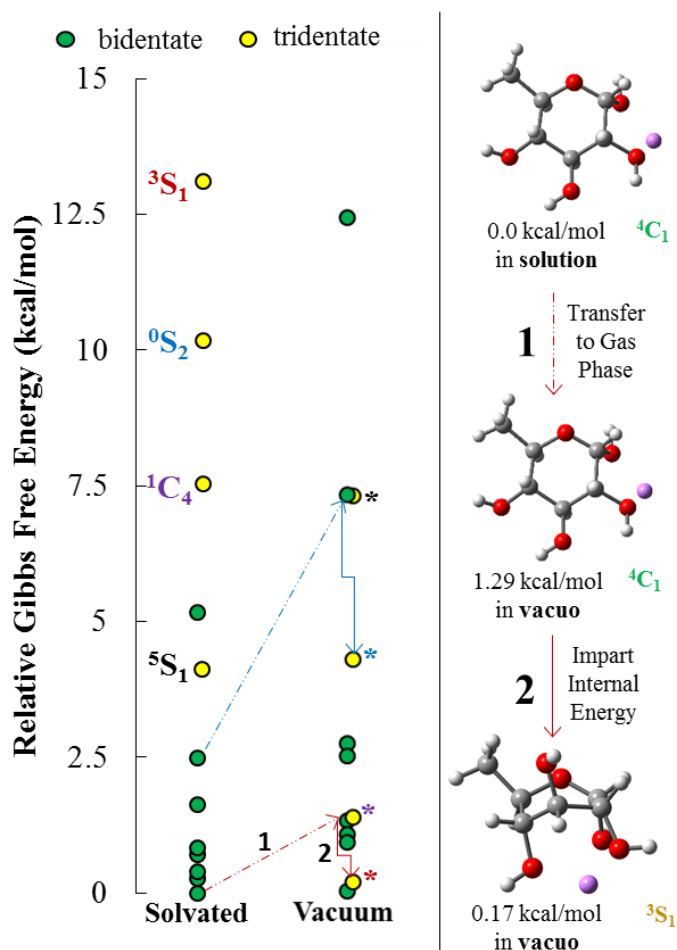 bidentate
tridentate
Relative Gibbs Free Energy (kcal/mol)
15
12.5
10
7.5
5
2.5
0
³S₁
⁰S₂
¹C₄
⁵S₁
*
*
*
*
1
2
Solvated
Vacuum
0.0 kcal/mol ⁴C₁
in solution
1
Transfer
to Gas
Phase
1.29 kcal/mol ⁴C₁
in vacuo
2
Impart
Internal
Energy
0.17 kcal/mol ³S₁
in vacuo